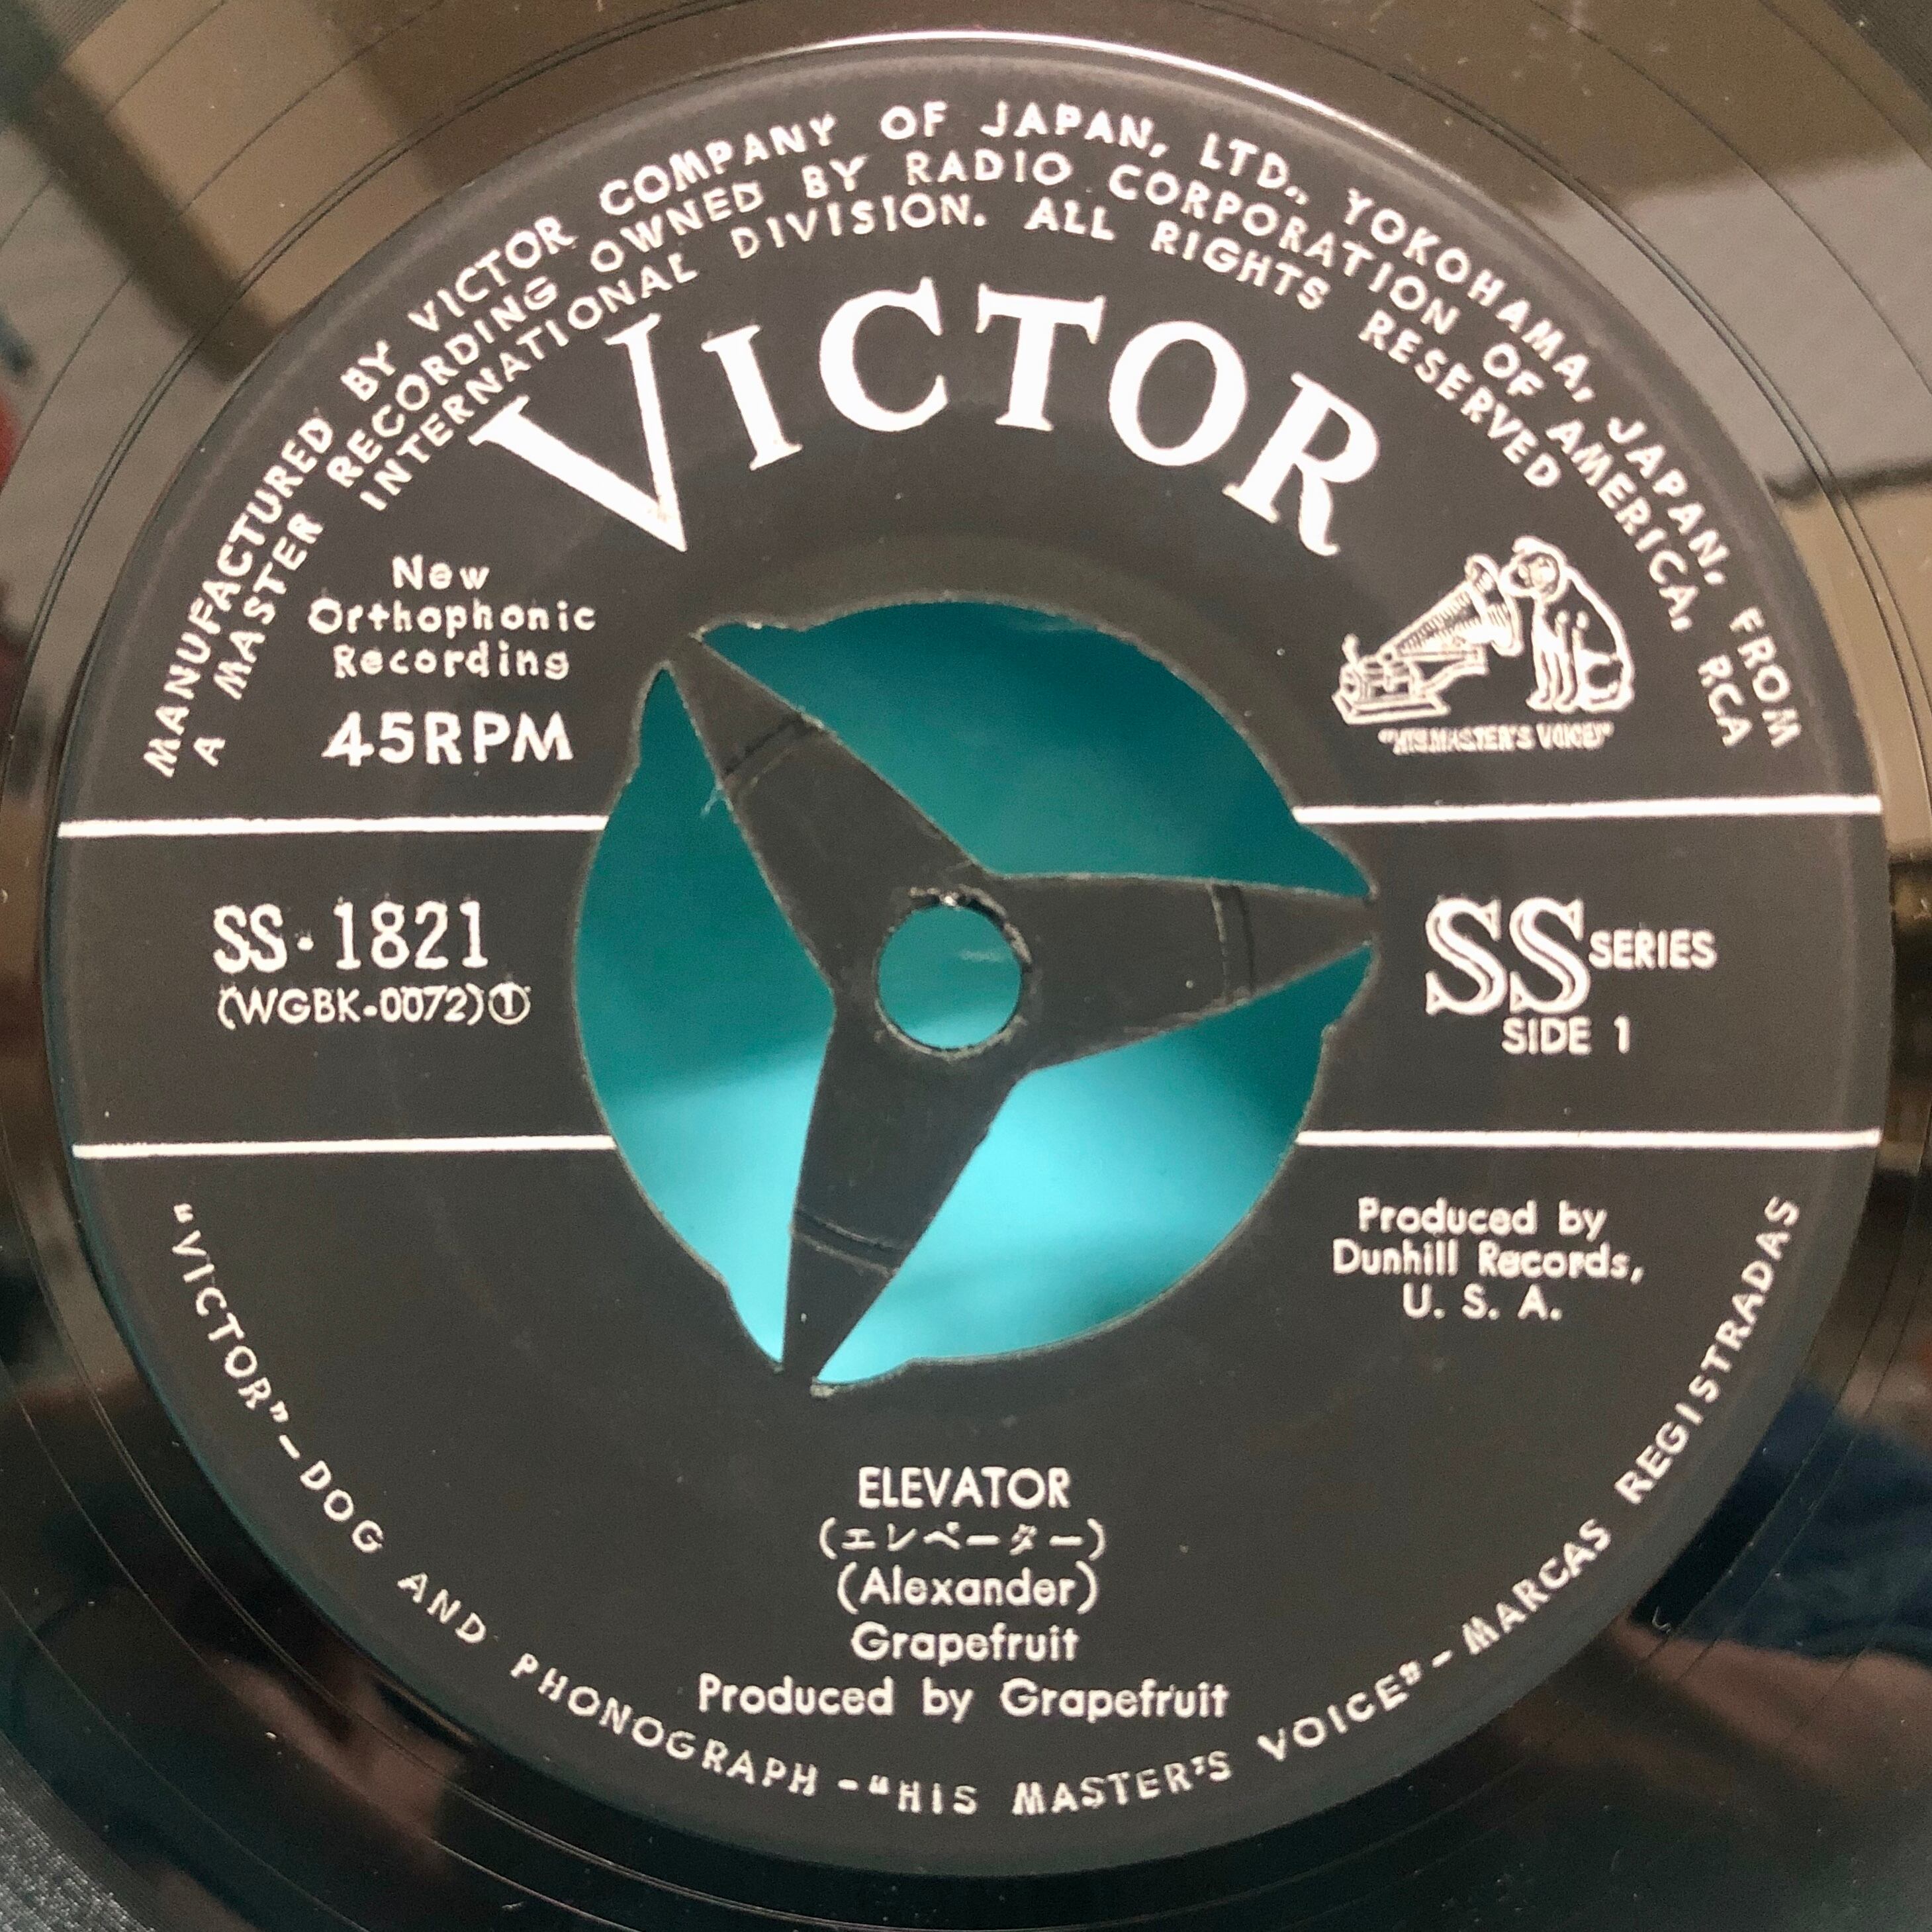 MANUFACTURED BY VICTOR COMPANY OF JAPAN, LTD., YOKOHAMA, JAPAN, FROM
A MASTER RECORDING OWNED BY RADIO CORPORATION OF AMERICA, RCA
INTERNATIONAL DIVISION. ALL RIGHTS RESERVED
VICTOR
New
Orthophonic
Recording
45RPM
"HIS MASTER'S VOICE"
SS-1821
(WGBK-0072)①
SS SERIES
SIDE 1
Produced by
Dunhill Records,
U. S. A.
ELEVATOR
(エレベーター)
(Alexander)
Grapefruit
Produced by Grapefruit
"VICTOR"-DOG AND PHONOGRAPH-"HIS MASTER'S VOICE"-MARCAS REGISTRADAS